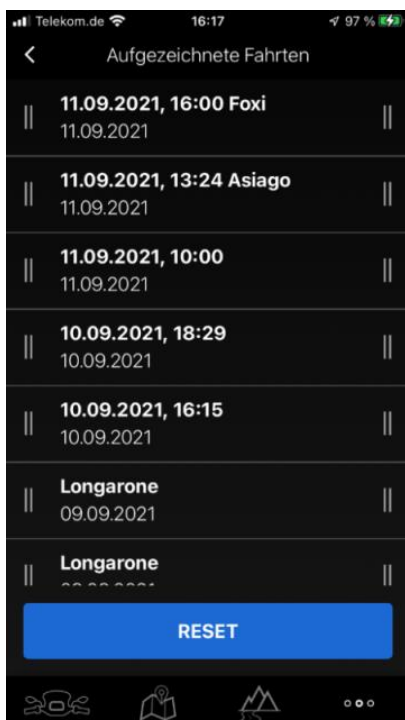 Telekom.de 16:17 97 %
Aufgezeichnete Fahrten
11.09.2021, 16:00 Foxi
11.09.2021
11.09.2021, 13:24 Asiago
11.09.2021
11.09.2021, 10:00
11.09.2021
10.09.2021, 18:29
10.09.2021
10.09.2021, 16:15
10.09.2021
Longarone
09.09.2021
Longarone
RESET